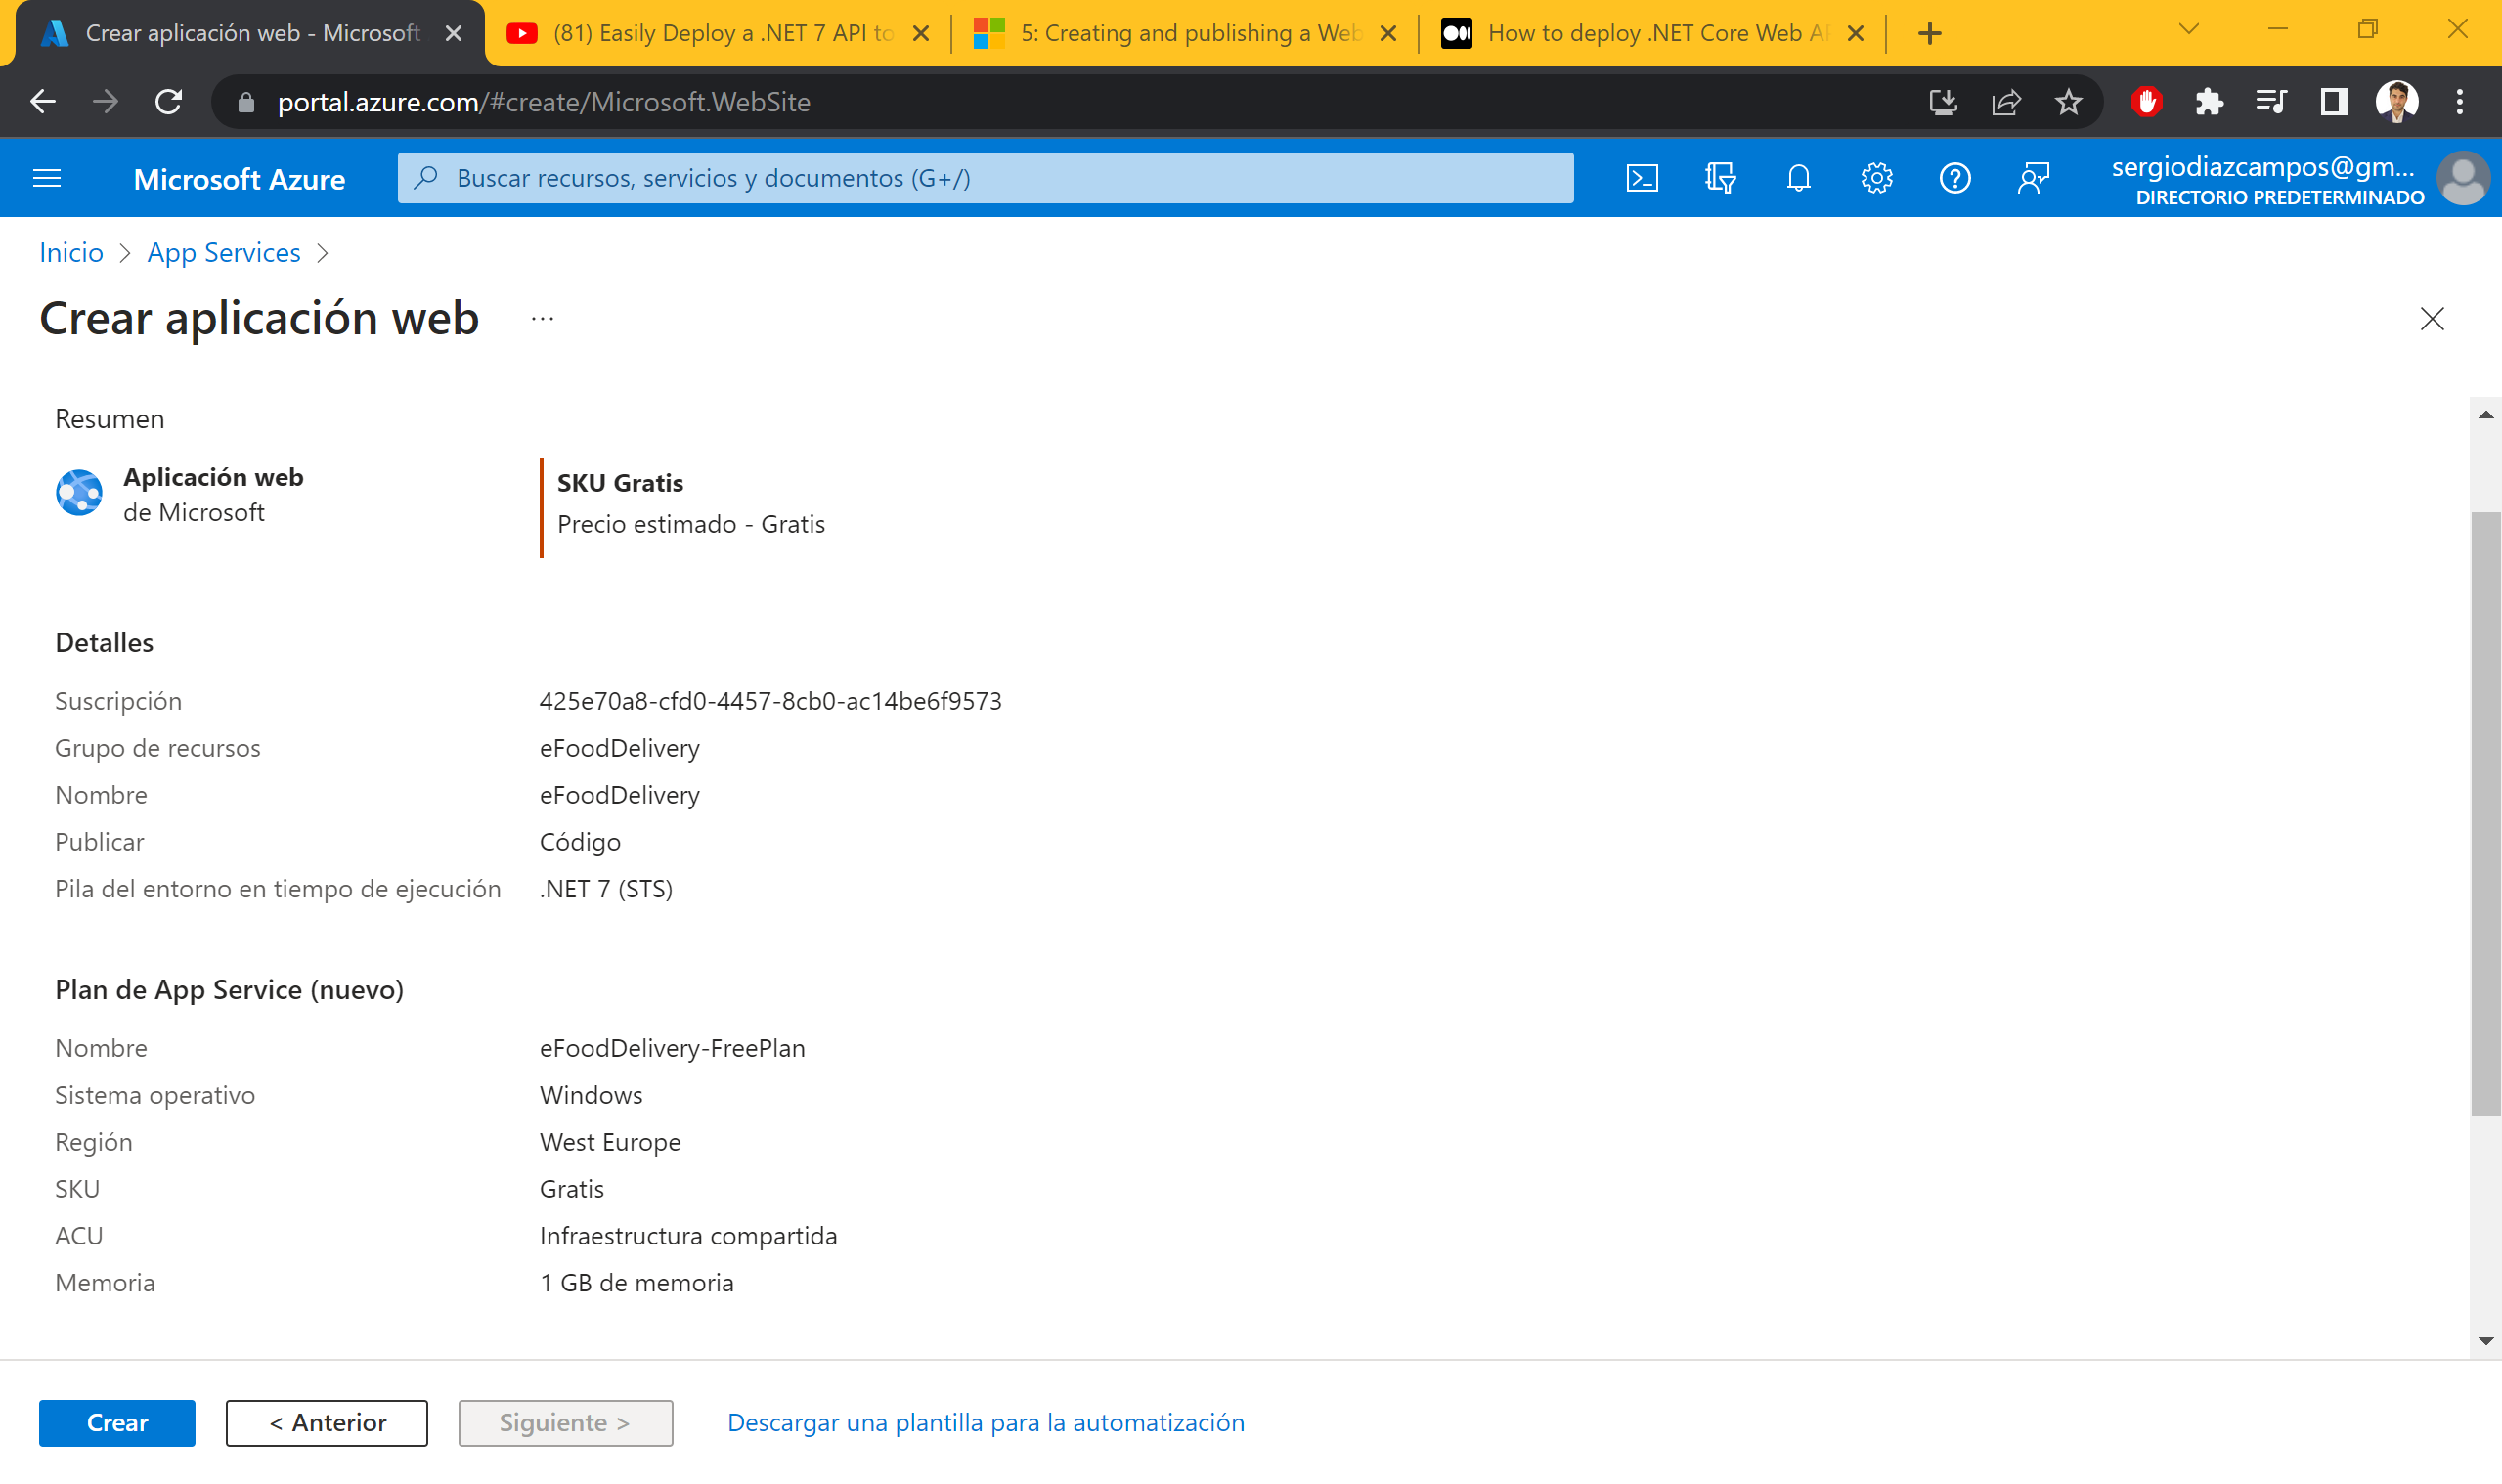 Crear aplicación web - Microsoft
(81) Easily Deploy a .NET 7 API to
5: Creating and publishing a Web
How to deploy .NET Core Web AP
portal.azure.com/#create/Microsoft.WebSite
Microsoft Azure
Buscar recursos, servicios y documentos (G+/)
sergiodiazcampos@gm...
DIRECTORIO PREDETERMINADO
Inicio > App Services >
Crear aplicación web ...
Resumen
Aplicación web
de Microsoft
SKU Gratis
Precio estimado - Gratis
Detalles
Suscripción 425e70a8-cfd0-4457-8cb0-ac14be6f9573
Grupo de recursos eFoodDelivery
Nombre eFoodDelivery
Publicar Código
Pila del entorno en tiempo de ejecución .NET 7 (STS)
Plan de App Service (nuevo)
Nombre eFoodDelivery-FreePlan
Sistema operativo Windows
Región West Europe
SKU Gratis
ACU Infraestructura compartida
Memoria 1 GB de memoria
Crear
< Anterior
Siguiente >
Descargar una plantilla para la automatización